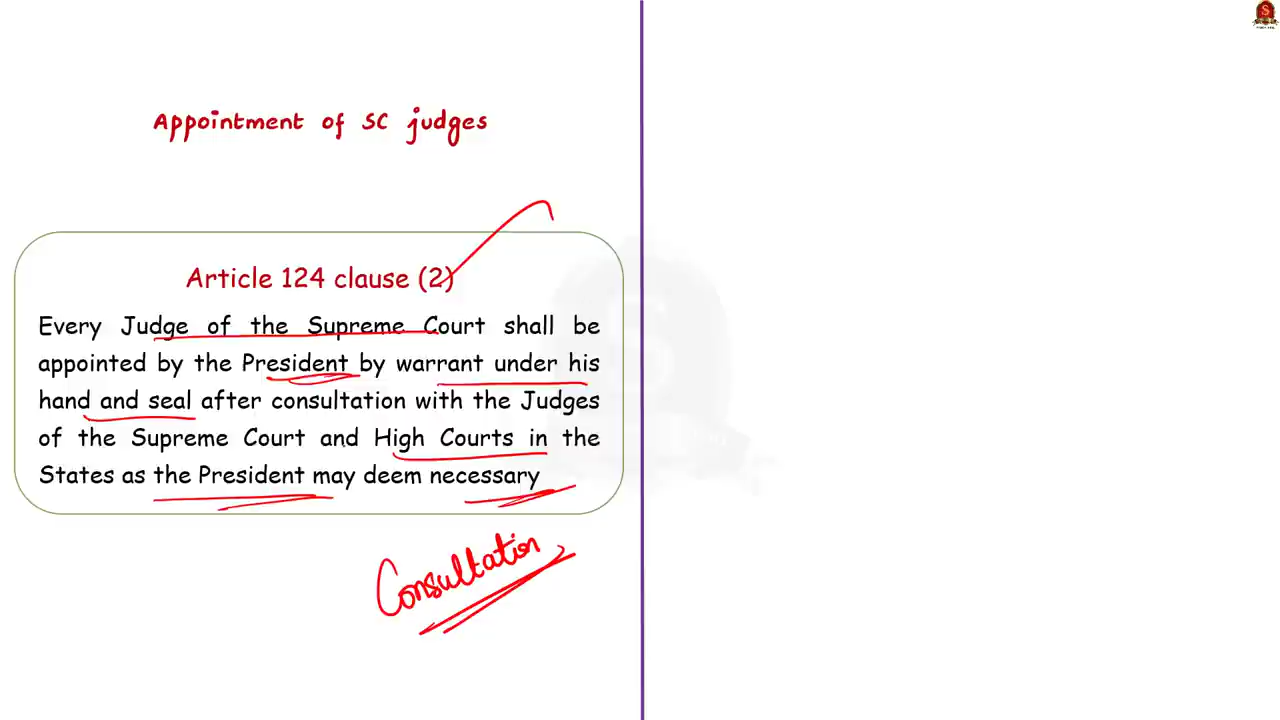 Appointment of SC judges
Article 124 clause (2)
Every Judge of the Supreme Court shall be
appointed by the President by warrant under his
hand and seal after consultation with the Judges
of the Supreme Court and High Courts in the
States as the President may deem necessary
Consultation